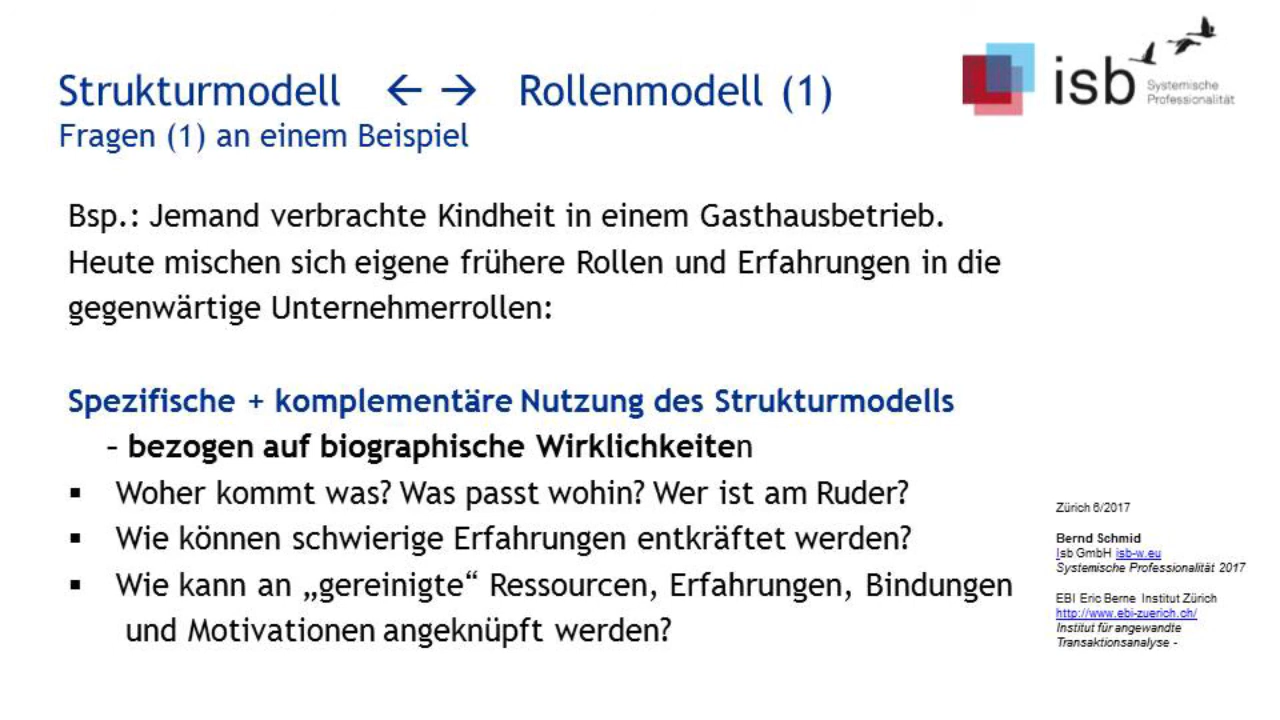 Strukturmodell ← → Rollenmodell (1)
Fragen (1) an einem Beispiel
isb Systemische
Professionalität
Bsp.: Jemand verbrachte Kindheit in einem Gasthausbetrieb.
Heute mischen sich eigene frühere Rollen und Erfahrungen in die
gegenwärtige Unternehmerrollen:
Spezifische + komplementäre Nutzung des Strukturmodells
– bezogen auf biographische Wirklichkeiten
▪ Woher kommt was? Was passt wohin? Wer ist am Ruder?
▪ Wie können schwierige Erfahrungen entkräftet werden?
▪ Wie kann an „gereinigte“ Ressourcen, Erfahrungen, Bindungen
und Motivationen angeknüpft werden?
Zürich 6/2017
Bernd Schmid
Isb GmbH isb-w.eu
Systemische Professionalität 2017
EBI Eric Berne Institut Zürich
http://www.ebi-zuerich.ch/
Institut für angewandte
Transaktionsanalyse -